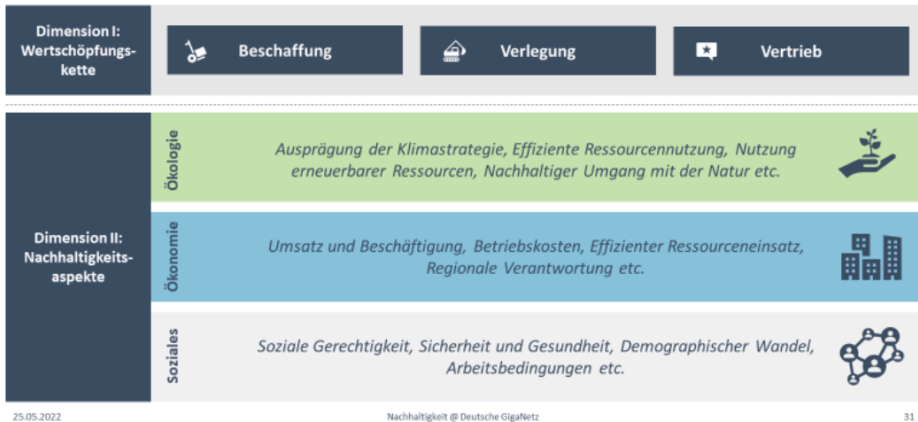 Dimension I:
Wertschöpfungs-
kette
Beschaffung
Verlegung
Vertrieb
Dimension II:
Nachhaltigkeits-
aspekte
Ökologie
Ausprägung der Klimastrategie, Effiziente Ressourcennutzung, Nutzung
erneuerbarer Ressourcen, Nachhaltiger Umgang mit der Natur etc.
Ökonomie
Umsatz und Beschäftigung, Betriebskosten, Effizienter Ressourceneinsatz,
Regionale Verantwortung etc.
Soziales
Soziale Gerechtigkeit, Sicherheit und Gesundheit, Demographischer Wandel,
Arbeitsbedingungen etc.
25.05.2022
Nachhaltigkeit @ Deutsche GigaNetz
31